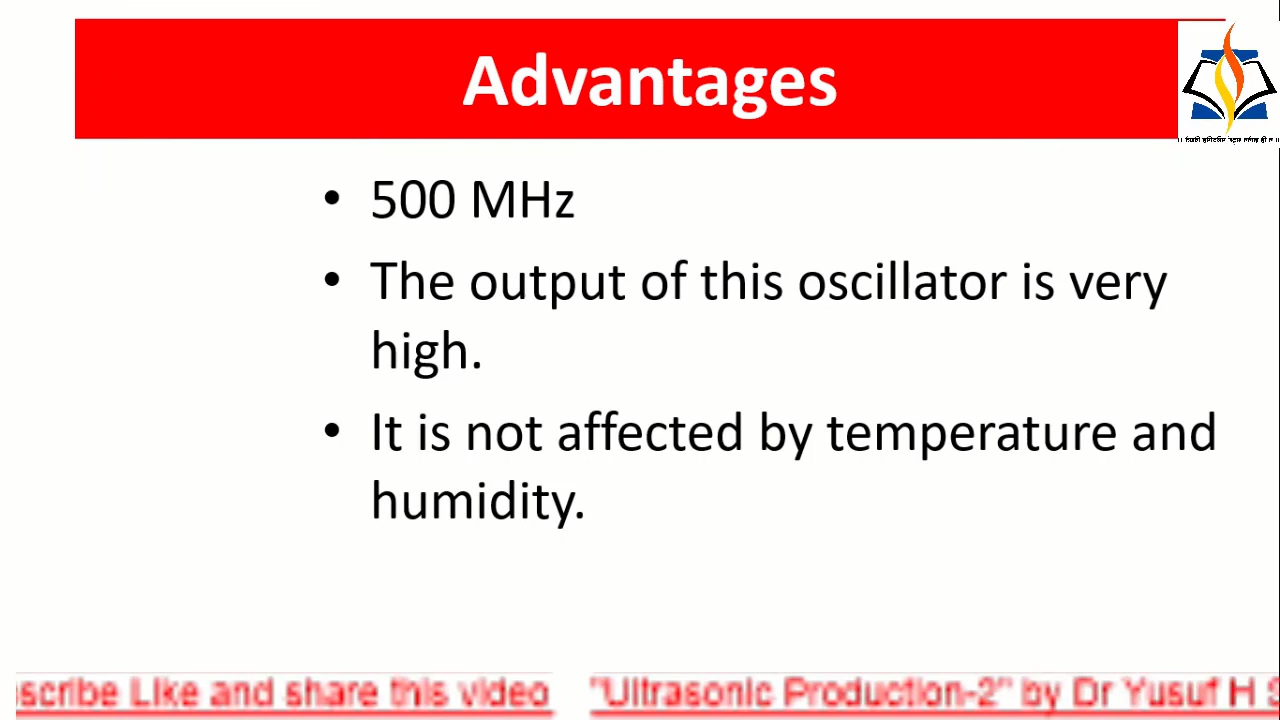 Advantages
• 500 MHz
• The output of this oscillator is very
high.
• It is not affected by temperature and
humidity.
scribe Like and share this video "Ultrasonic Production-2" by Dr Yusuf H S